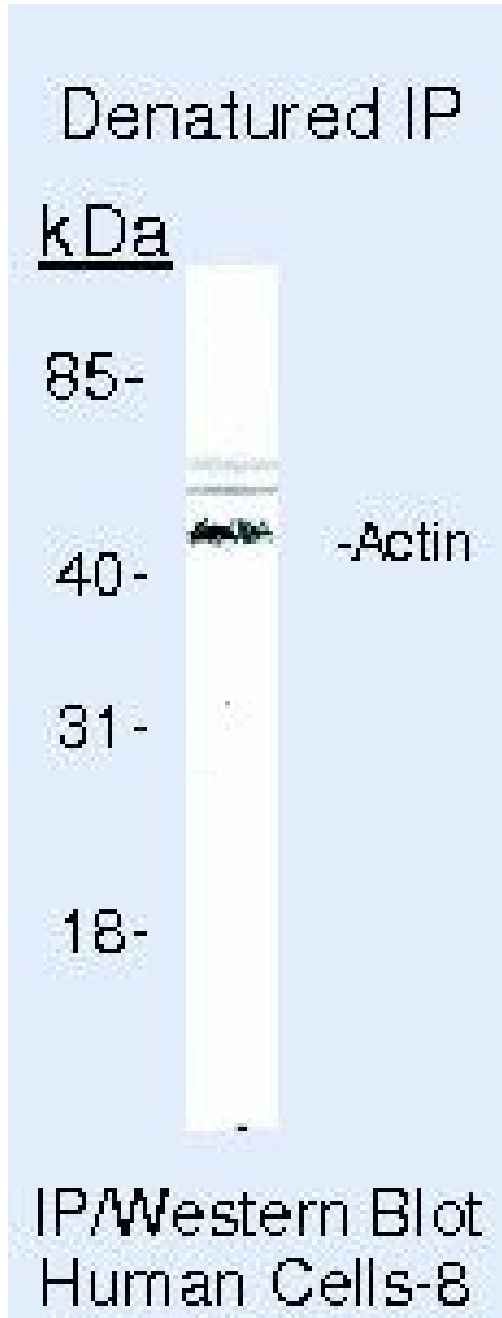 Denatured IP
kDa
85-
-Actin
40-
31-
18-
IP/Western Blot
Human Cells-8